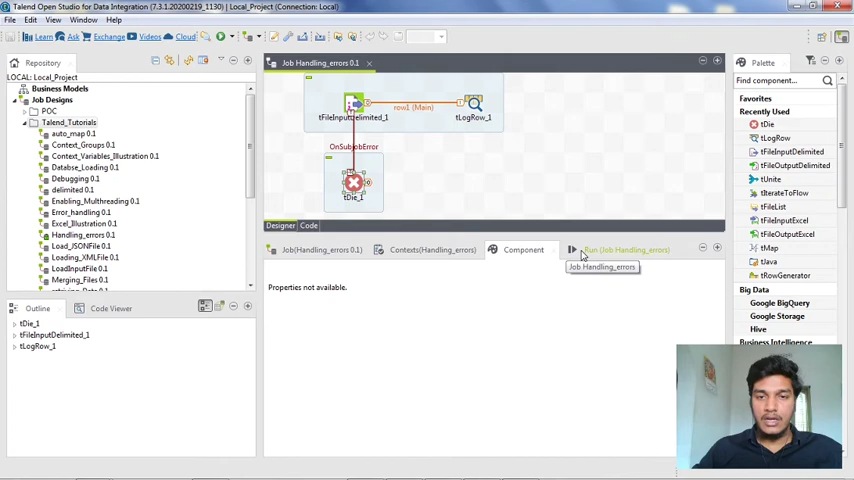 Talend Open Studio for Data Integration (7.3.1.20200219_1130) | Local_Project (Connection: Local)
File Edit View Window Help
Learn Ask Exchange Videos Cloud
Repository
LOCAL: Local_Project
Business Models
Job Designs
POC
Talend_Tutorials
auto_map 0.1
Context_Groups 0.1
Context_Variables_Illustration 0.1
Databse_Loading 0.1
Debugging 0.1
delimited 0.1
Enabling_Multhreading 0.1
Error_handling 0.1
Excel_Illustration 0.1
Handling_errors 0.1
Load_JSONFile 0.1
Loading_XMLFile 0.1
LoadInputFile 0.1
Merging_Files 0.1
Outline
Code Viewer
tDie_1
tFileInputDelimited_1
tLogRow_1
Job Handling_errors 0.1
row1 (Main)
tFileInputDelimited_1
tLogRow_1
OnSubjobError
tDie_1
Designer Code
Job(Handling_errors 0.1)
Contexts(Handling_errors)
Component
Run (Job Handling_errors)
Job Handling_errors
Properties not available.
Palette
Find component...
Favorites
Recently Used
tDie
tLogRow
tFileInputDelimited
tFileOutputDelimited
tUnite
tIterateToFlow
tFileList
tFileInputExcel
tFileOutputExcel
tMap
tJava
tRowGenerator
Big Data
Google BigQuery
Google Storage
Hive
Business Intelligence